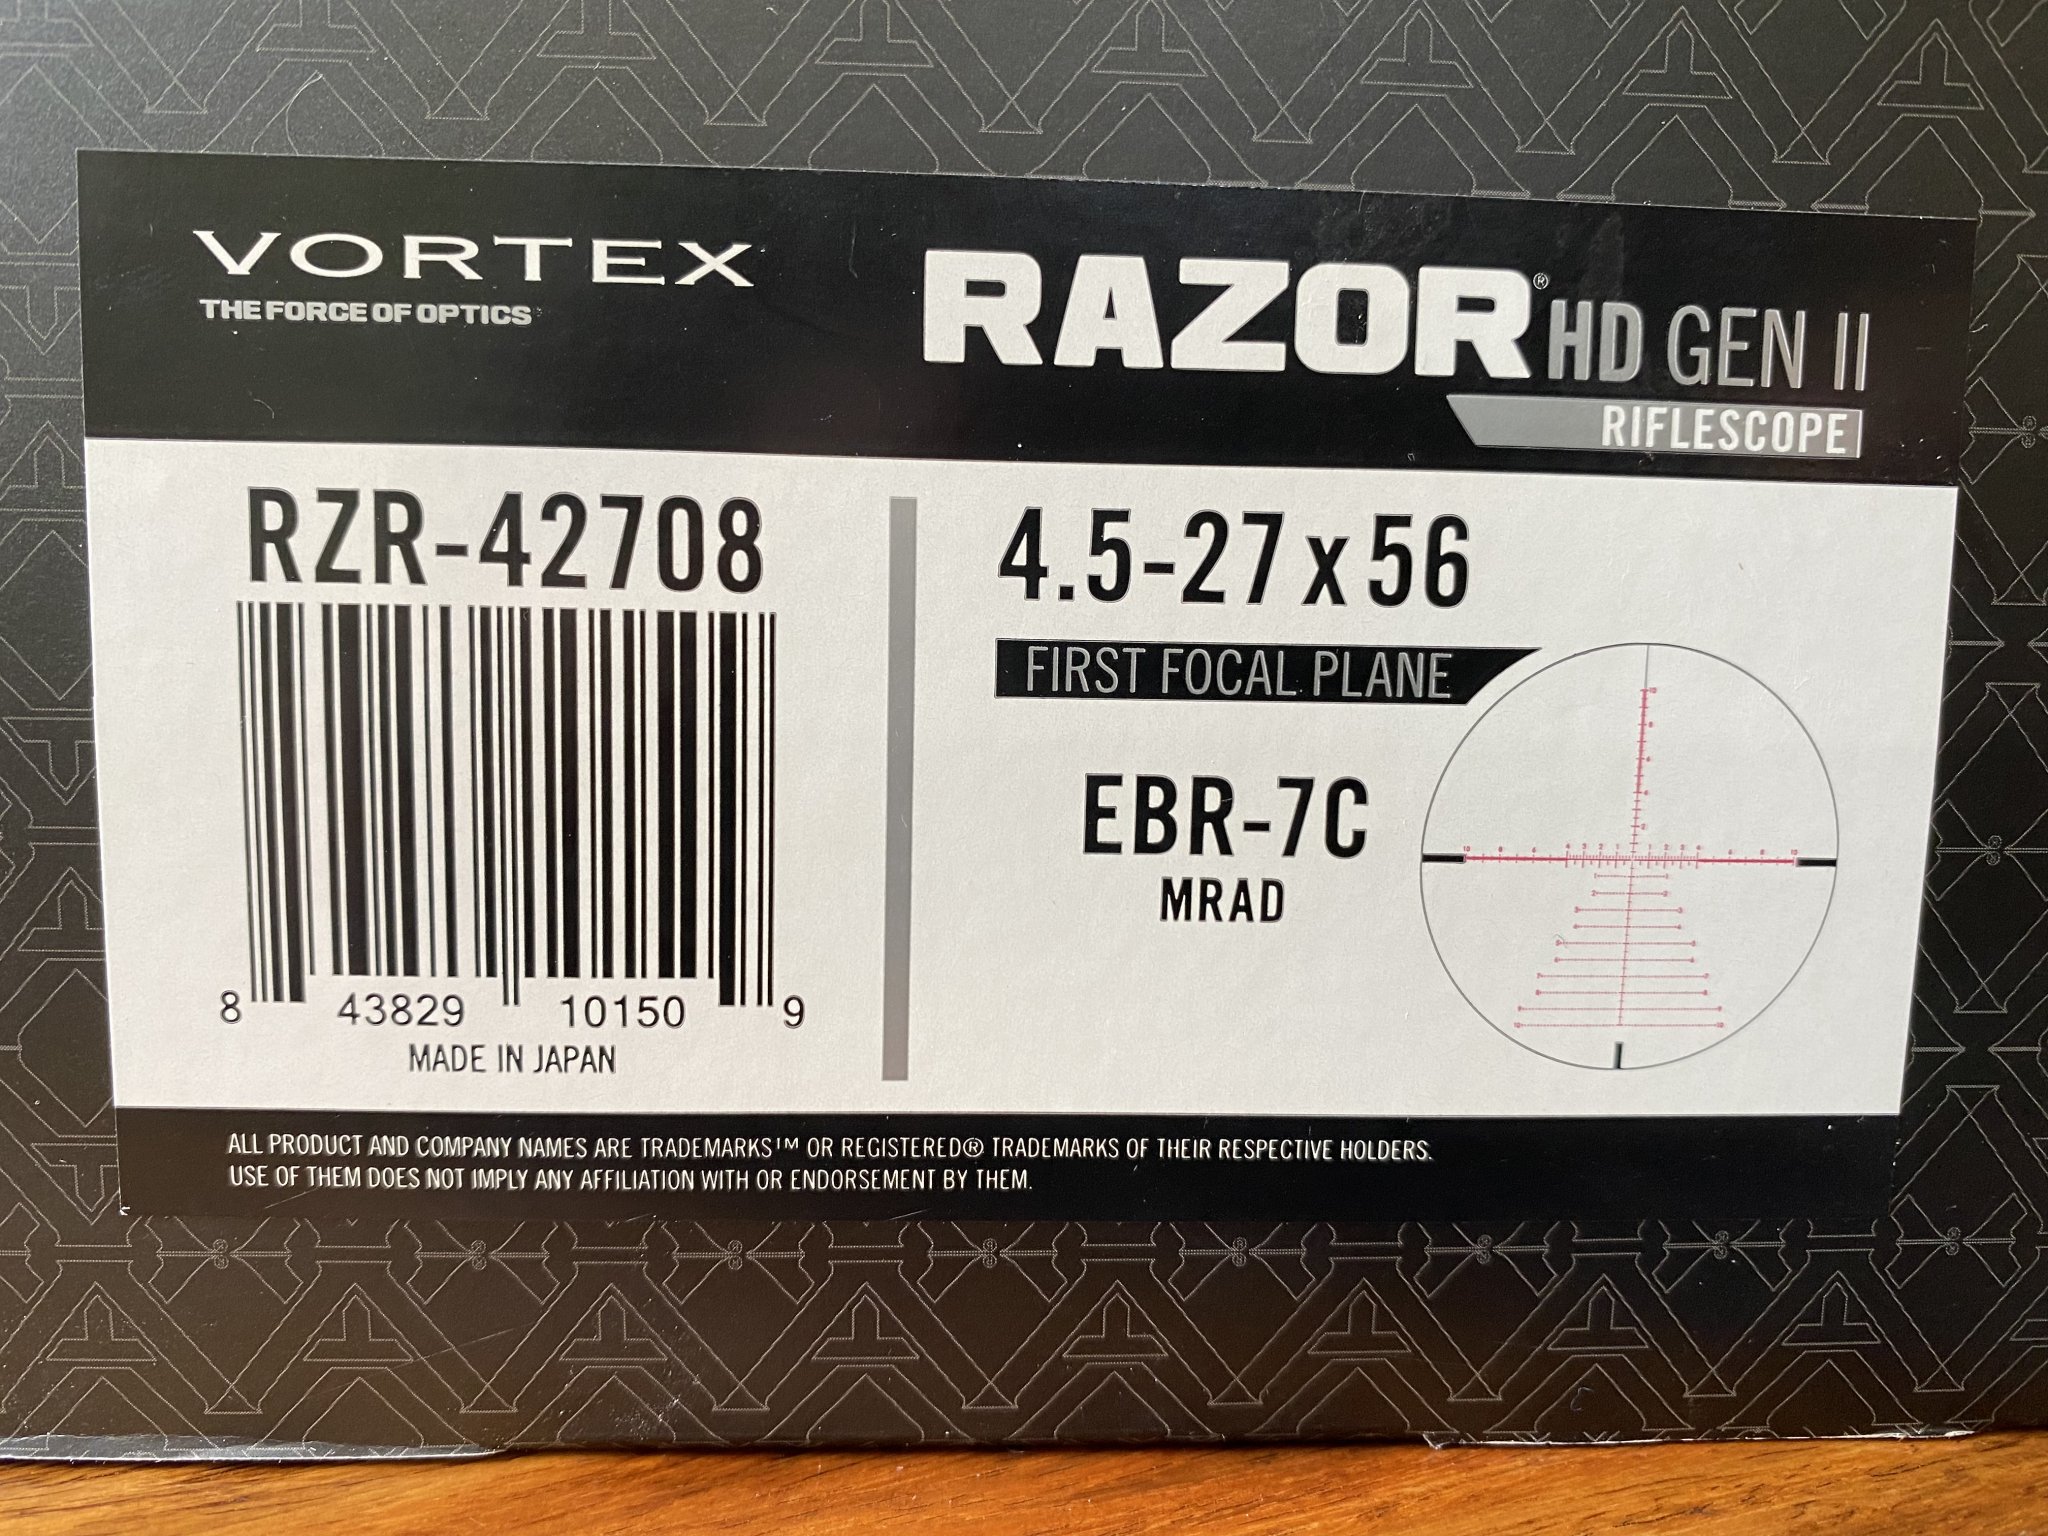 VORTEX
THE FORCE OF OPTICS
RAZOR® HD GEN II
RIFLESCOPE
RZR-42708
8 43829 10150 9
MADE IN JAPAN
4.5-27x56
FIRST FOCAL PLANE
EBR-7C
MRAD
ALL PRODUCT AND COMPANY NAMES ARE TRADEMARKS™ OR REGISTERED® TRADEMARKS OF THEIR RESPECTIVE HOLDERS.
USE OF THEM DOES NOT IMPLY ANY AFFILIATION WITH OR ENDORSEMENT BY THEM.